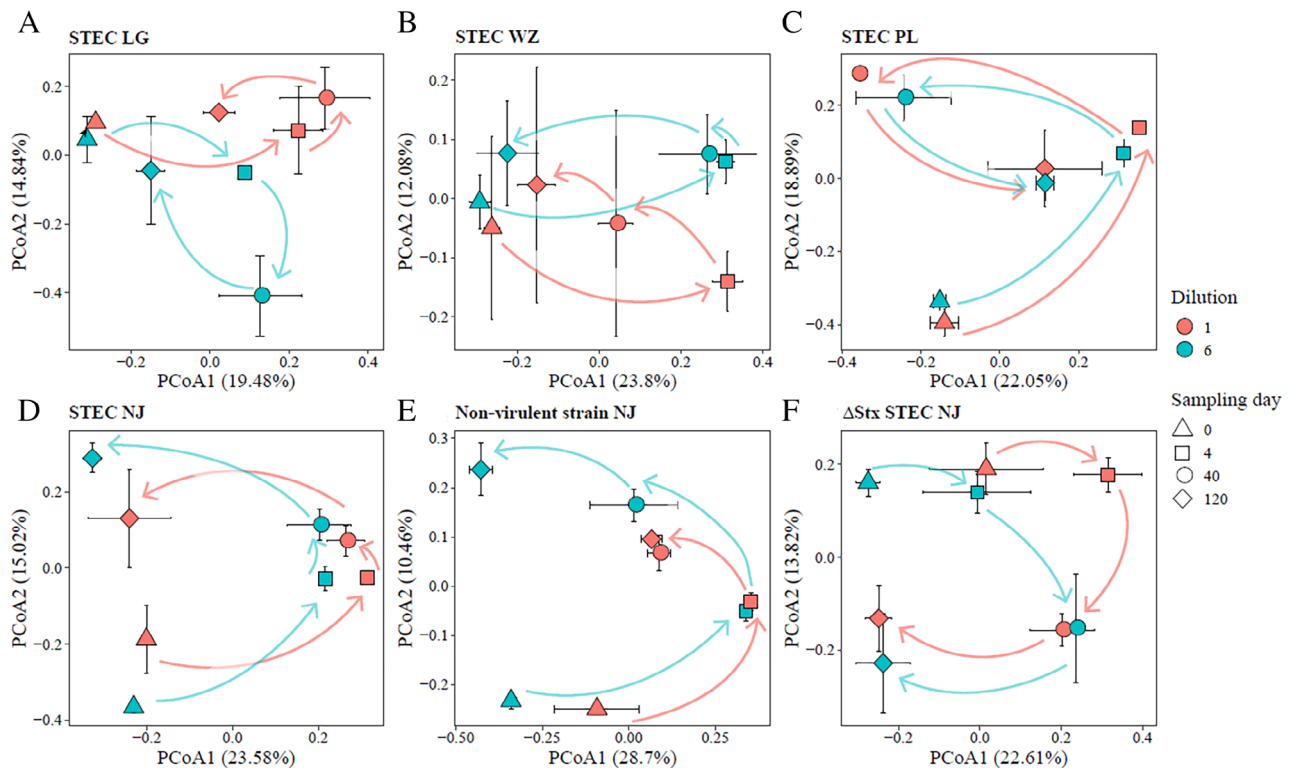 A
STEC LG
0.2
0.0
−0.2
−0.4
PCoA2 (14.84%)
−0.2
0.0
0.2
0.4
PCoA1 (19.48%)
B
STEC WZ
0.2
0.1
0.0
−0.1
−0.2
PCoA2 (12.08%)
−0.2
0.0
0.2
PCoA1 (23.8%)
C
STEC PL
0.2
0.0
−0.2
−0.4
PCoA2 (18.89%)
−0.4
−0.2
0.0
0.2
PCoA1 (22.05%)
D
STEC NJ
0.2
0.0
−0.2
−0.4
PCoA2 (15.02%)
−0.2
0.0
0.2
PCoA1 (23.58%)
E
Non-virulent strain NJ
0.3
0.2
0.1
0.0
−0.1
−0.2
PCoA2 (10.46%)
−0.50
−0.25
0.00
0.25
PCoA1 (28.7%)
F
ΔStx STEC NJ
0.2
0.0
−0.2
PCoA2 (13.82%)
−0.2
0.0
0.2
0.4
PCoA1 (22.61%)
Dilution
1
6
Sampling day
0
4
40
120